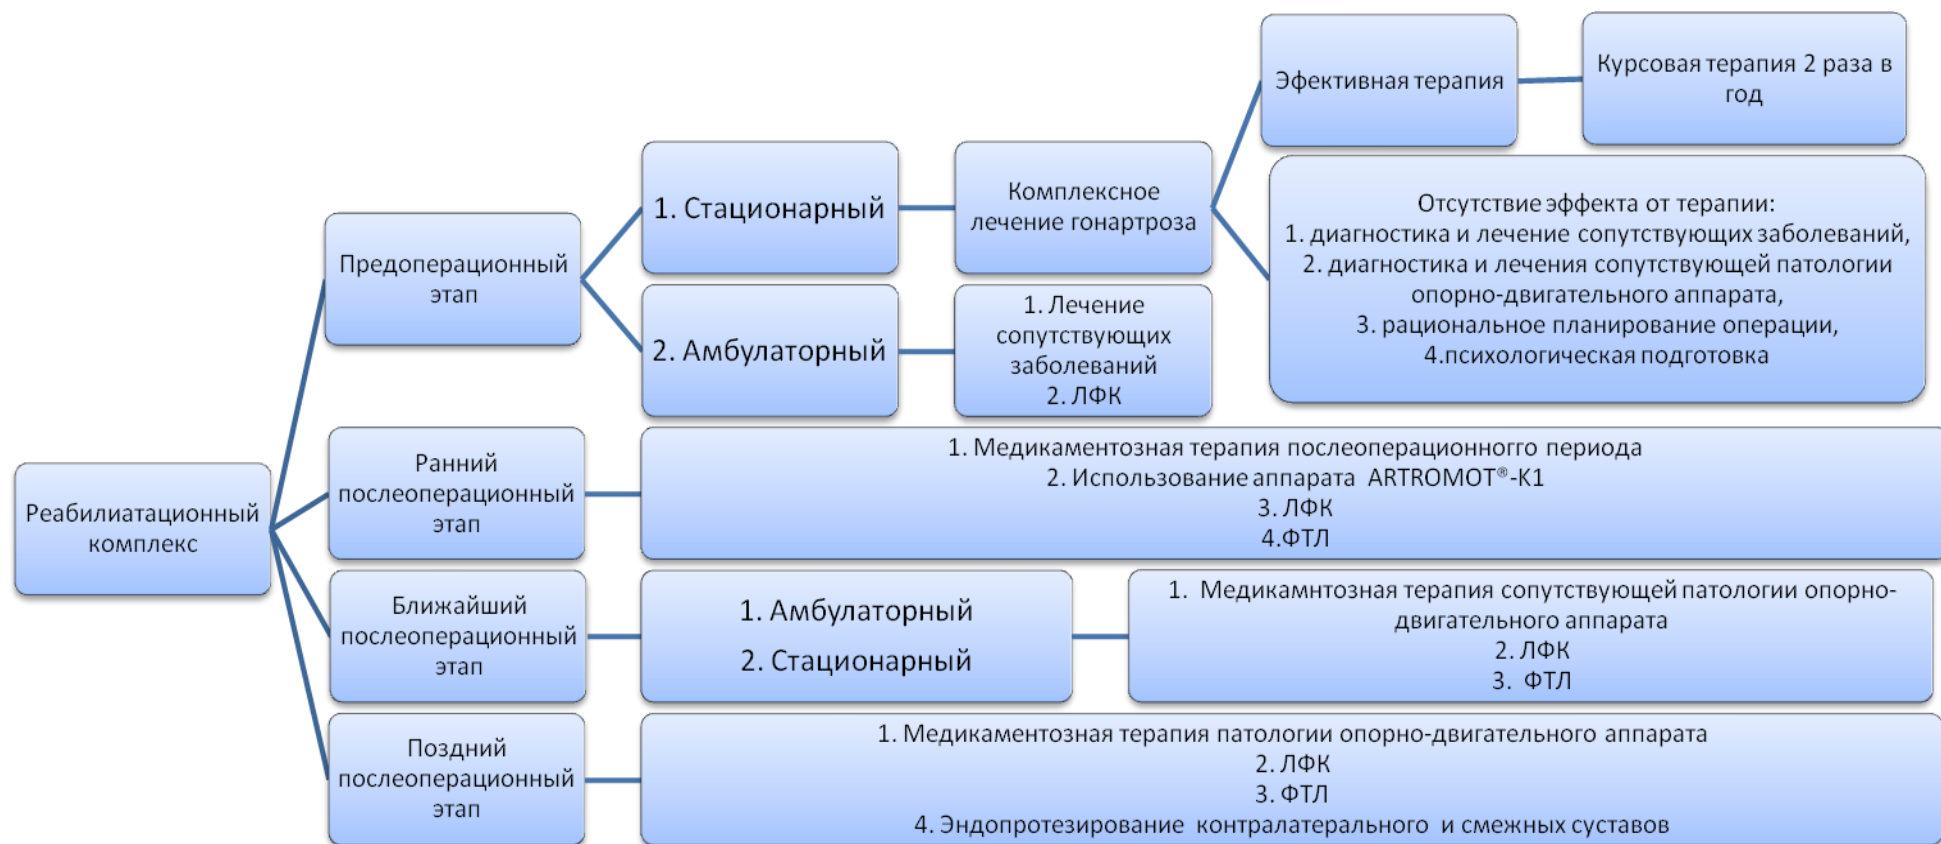 Реабилиатационный
комплекс
Предоперационный
этап
1. Стационарный
Комплексное
лечение гонартроза
Эфективная терапия
Курсовая терапия 2 раза в
год
Отсутствие эффекта от терапии:
1. диагностика и лечение сопутствующих заболеваний,
2. диагностика и лечения сопутствующей патологии
опорно-двигательного аппарата,
3. рациональное планирование операции,
4.психологическая подготовка
2. Амбулаторный
1. Лечение
сопутствующих
заболеваний
2. ЛФК
Ранний
послеоперационный
этап
1. Медикаментозная терапия послеоперационного периода
2. Использование аппарата ARTROMOT®-K1
3. ЛФК
4.ФТЛ
Ближайший
послеоперационный
этап
1. Амбулаторный
2. Стационарный
1. Медикамнтозная терапия сопутствующей патологии опорно-
двигательного аппарата
2. ЛФК
3. ФТЛ
Поздний
послеоперационный
этап
1. Медикаментозная терапия патологии опорно-двигательного аппарата
2. ЛФК
3. ФТЛ
4. Эндопротезирование контралатерального и смежных суставов